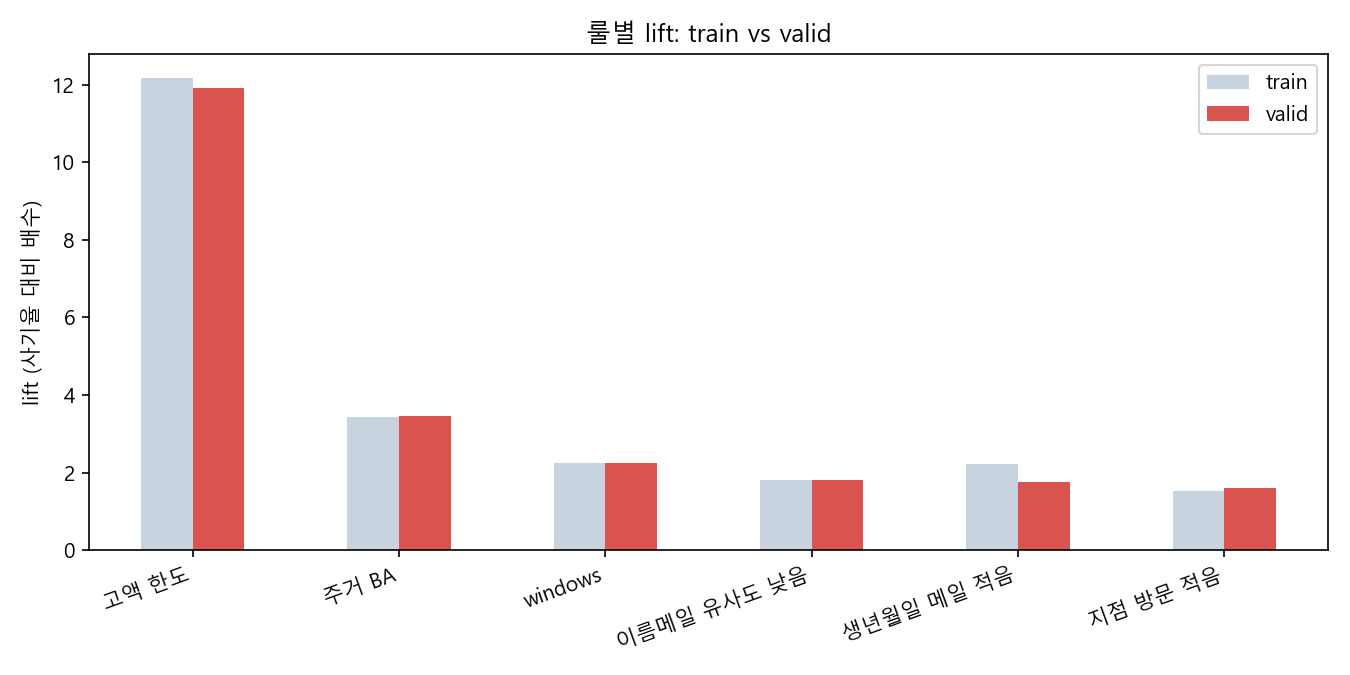 룰별 lift: train vs valid
train
valid
lift (사기율 대비 배수)
12
10
8
6
4
2
0
고액 한도
주거 BA
windows
이름메일 유사도 낮음
생년월일 메일 적음
지점 방문 적음